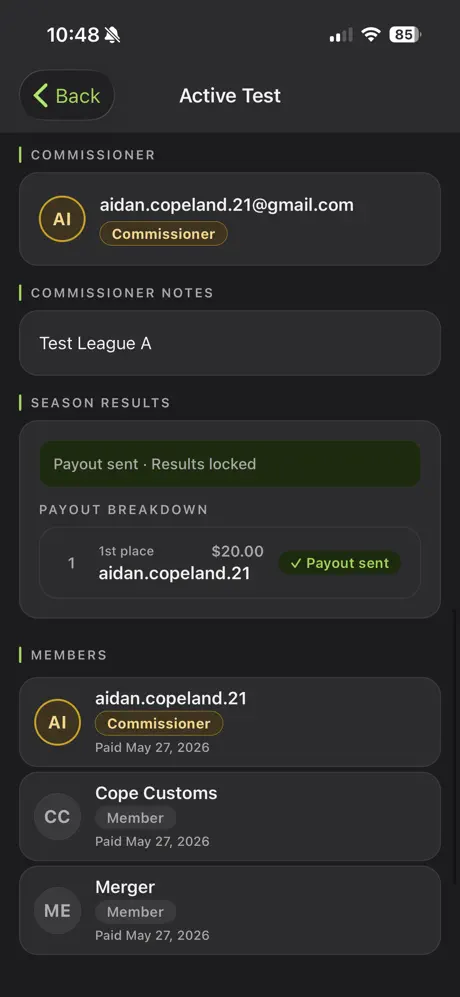 10:48
85
Back
Active Test
COMMISSIONER
AI
aidan.copeland.21@gmail.com
Commissioner
COMMISSIONER NOTES
Test League A
SEASON RESULTS
Payout sent · Results locked
PAYOUT BREAKDOWN
1
1st place
$20.00
aidan.copeland.21
✓ Payout sent
MEMBERS
AI
aidan.copeland.21
Commissioner
Paid May 27, 2026
CC
Cope Customs
Member
Paid May 27, 2026
ME
Merger
Member
Paid May 27, 2026